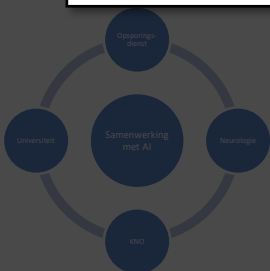 Opsporings-
dienst
Universiteit
Samenwerking
met AI
Neurologie
KNO